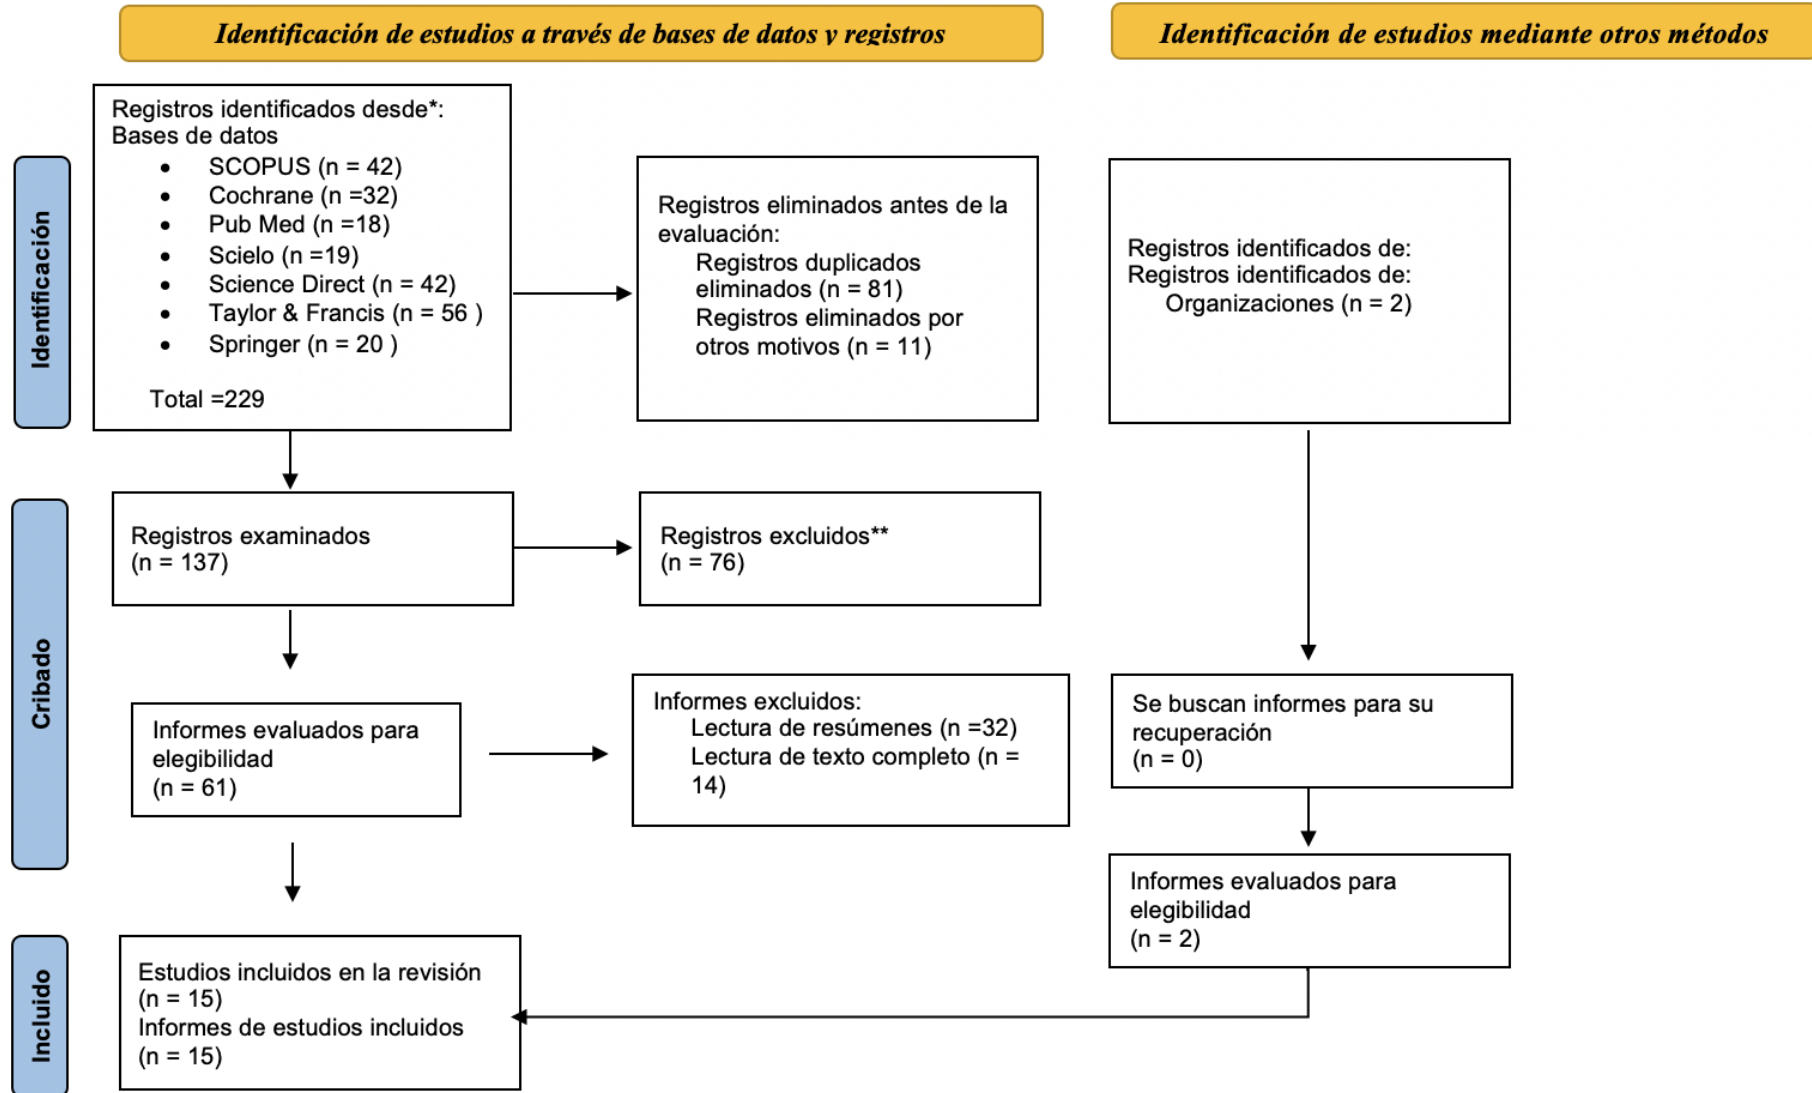 Identificación de estudios a través de bases de datos y registros
Identificación de estudios mediante otros métodos
Identificación
Registros identificados desde*:
Bases de datos
• SCOPUS (n = 42)
• Cochrane (n =32)
• Pub Med (n =18)
• Scielo (n =19)
• Science Direct (n = 42)
• Taylor & Francis (n = 56 )
• Springer (n = 20 )
Total =229
Registros eliminados antes de la
evaluación:
Registros duplicados
eliminados (n = 81)
Registros eliminados por
otros motivos (n = 11)
Registros identificados de:
Registros identificados de:
Organizaciones (n = 2)
Cribado
Registros examinados
(n = 137)
Registros excluidos**
(n = 76)
Informes evaluados para
elegibilidad
(n = 61)
Informes excluidos:
Lectura de resúmenes (n =32)
Lectura de texto completo (n =
14)
Se buscan informes para su
recuperación
(n = 0)
Informes evaluados para
elegibilidad
(n = 2)
Incluido
Estudios incluidos en la revisión
(n = 15)
Informes de estudios incluidos
(n = 15)